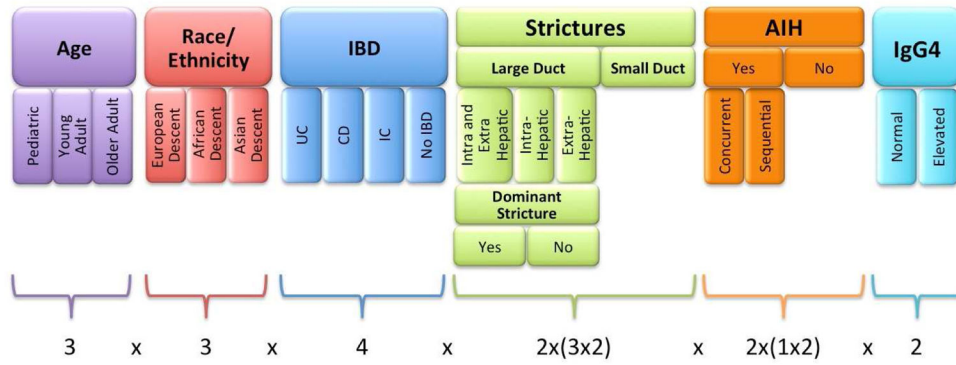 Age
Race/
Ethnicity
IBD
Strictures
AIH
IgG4
Large Duct
Small Duct
Yes
No
Pediatric
Young
Adult
Older Adult
European
Descent
African
Descent
Asian
Descent
UC
CD
IC
No IBD
Intra and
Extra
Hepatic
Intra-
Hepatic
Extra-
Hepatic
Concurrent
Sequential
Normal
Elevated
Dominant
Stricture
Yes
No
3 x 3 x 4 x 2x(3x2) x 2x(1x2) x 2